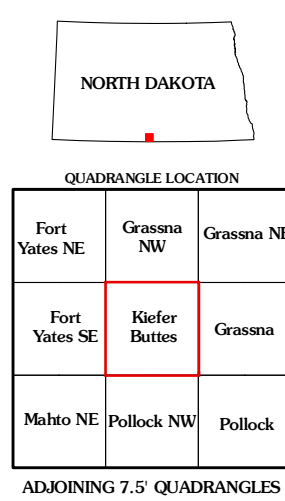 NORTH DAKOTA
QUADRANGLE LOCATION
Fort
Yates NE
Grassna
NW
Grassna NE
Fort
Yates SE
Kiefer
Buttes
Grassna
Mahto NE
Pollock NW
Pollock
ADJOINING 7.5' QUADRANGLES